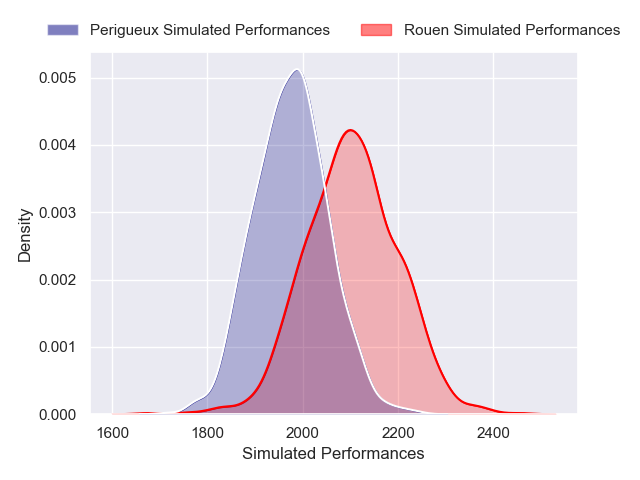 Perigueux Simulated Performances
Rouen Simulated Performances
0.005
0.004
0.003
0.002
0.001
0.000
Density
1600 1800 2000 2200 2400
Simulated Performances